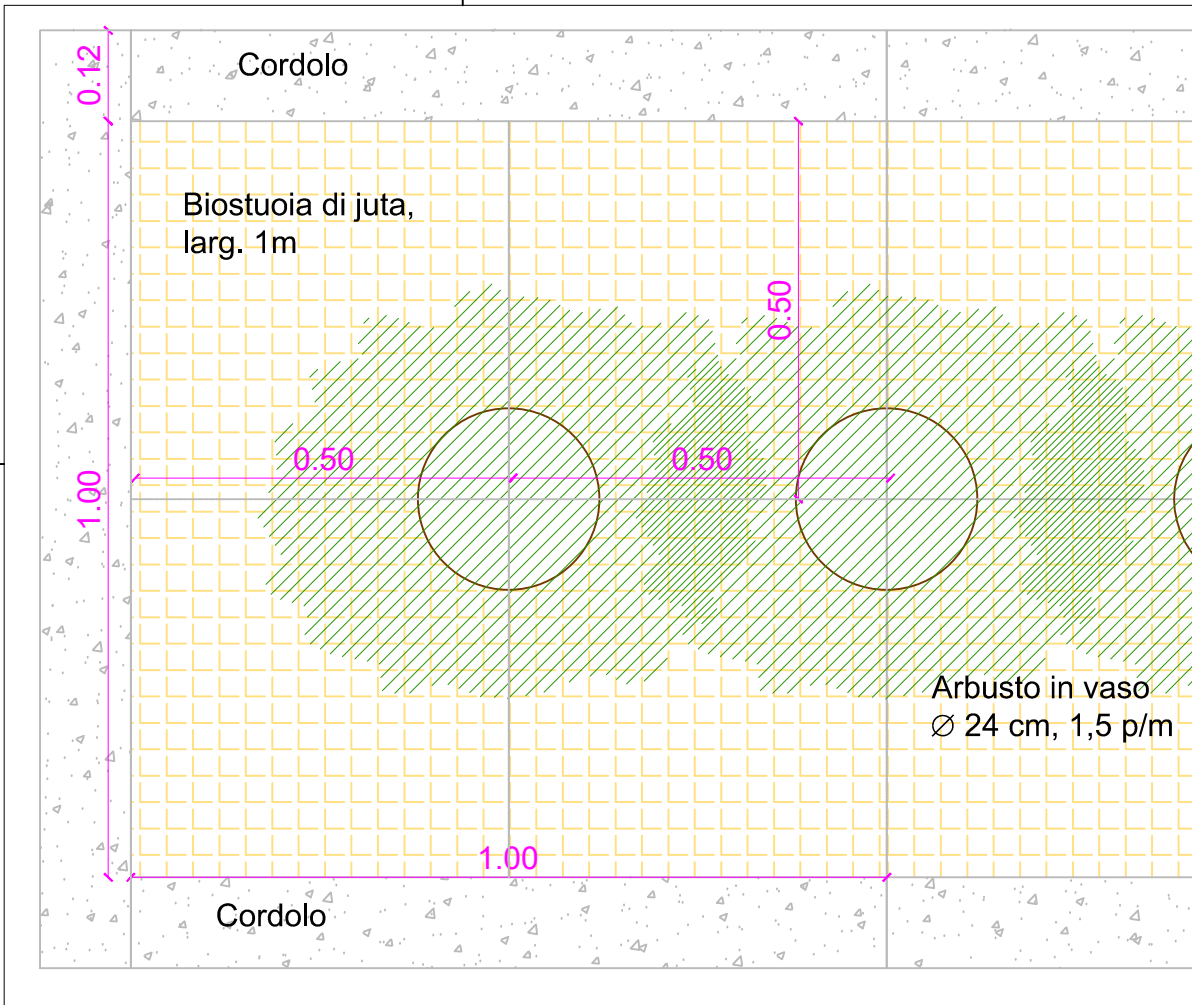 0.12
Cordolo
Biostuoia di juta,
larg. 1m
0.50
0.50
0.50
1.00
Arbusto in vaso
∅ 24 cm, 1,5 p/m
1.00
Cordolo